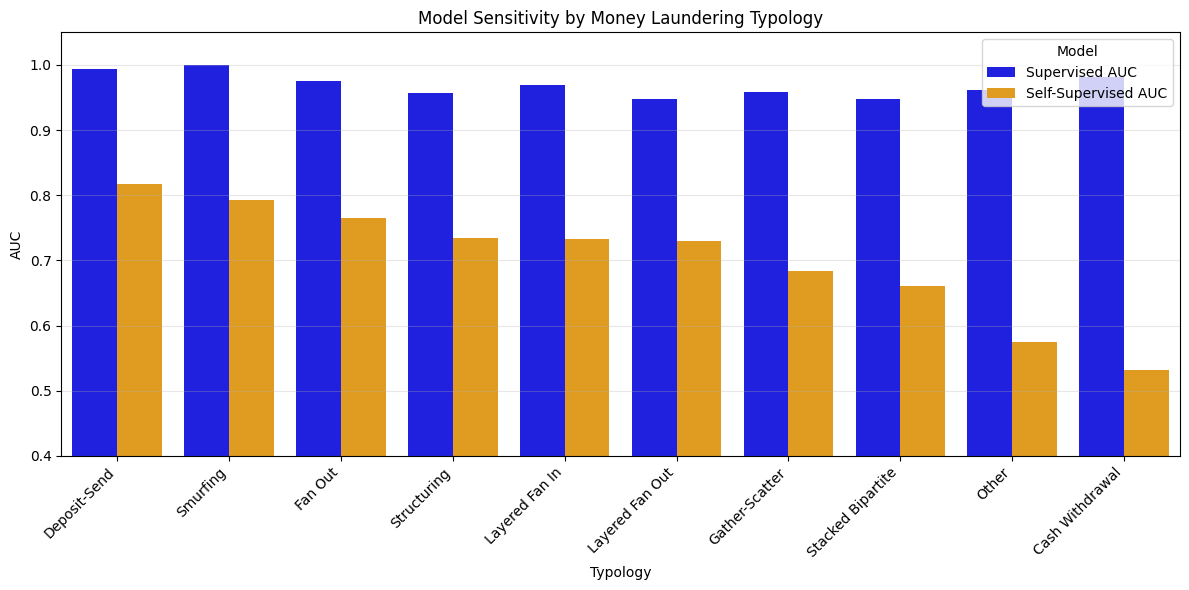 Model Sensitivity by Money Laundering Typology
Model
Supervised AUC
Self-Supervised AUC
AUC
1.0
0.9
0.8
0.7
0.6
0.5
0.4
Deposit-Send
Smurfing
Fan Out
Structuring
Layered Fan In
Layered Fan Out
Gather-Scatter
Stacked Bipartite
Other
Cash Withdrawal
Typology